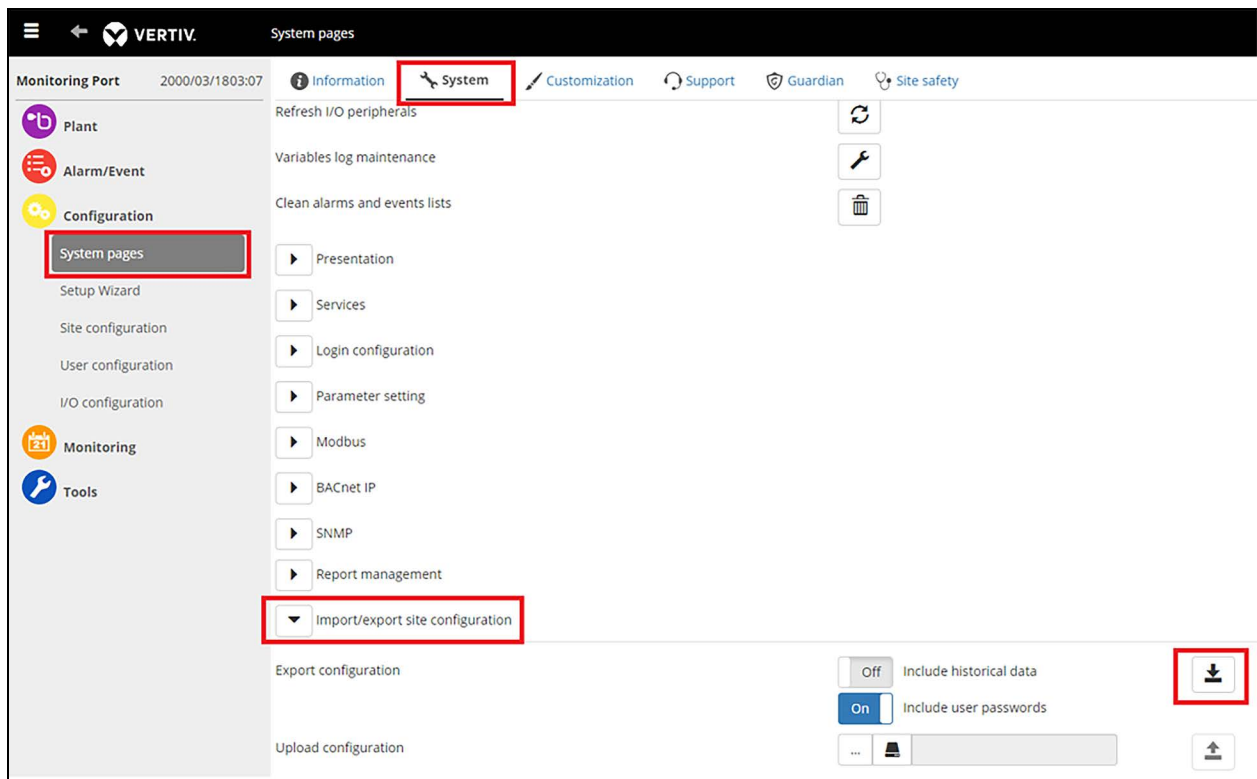 VERTIV.
System pages
Monitoring Port 2000/03/1803:07
Information System Customization Support Guardian Site safety
Plant
Alarm/Event
Configuration
System pages
Setup Wizard
Site configuration
User configuration
I/O configuration
21
Monitoring
Tools
Refresh I/O peripherals
Variables log maintenance
Clean alarms and events lists
Presentation
Services
Login configuration
Parameter setting
Modbus
BACnet IP
SNMP
Report management
Import/export site configuration
Export configuration Off Include historical data
On Include user passwords
Upload configuration ...